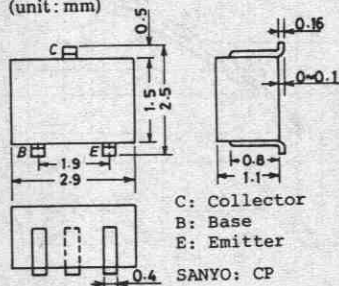 (unit: mm)
0.5
0.16
C
1.5
2.5
0~0.1
B
E
1.9
2.9
0.8
1.1
C: Collector
B: Base
E: Emitter
0.4
SANYO: CP